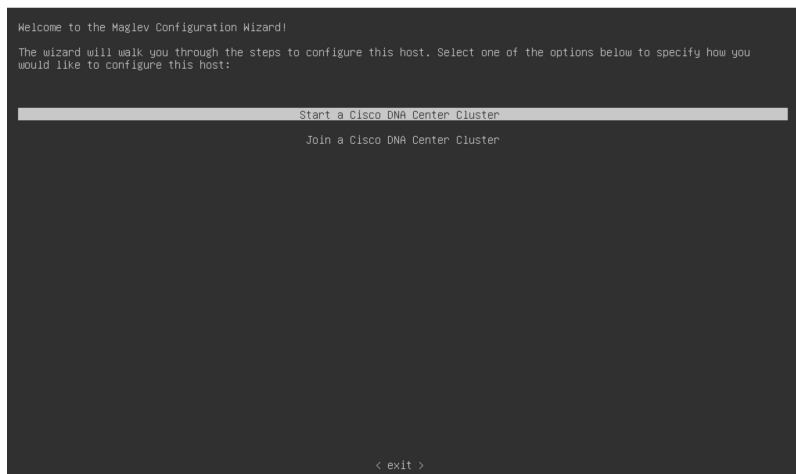 Welcome to the Maglev Configuration Wizard!
The wizard will walk you through the steps to configure this host. Select one of the options below to specify how you
would like to configure this host:
Start a Cisco DNA Center Cluster
Join a Cisco DNA Center Cluster
< exit >